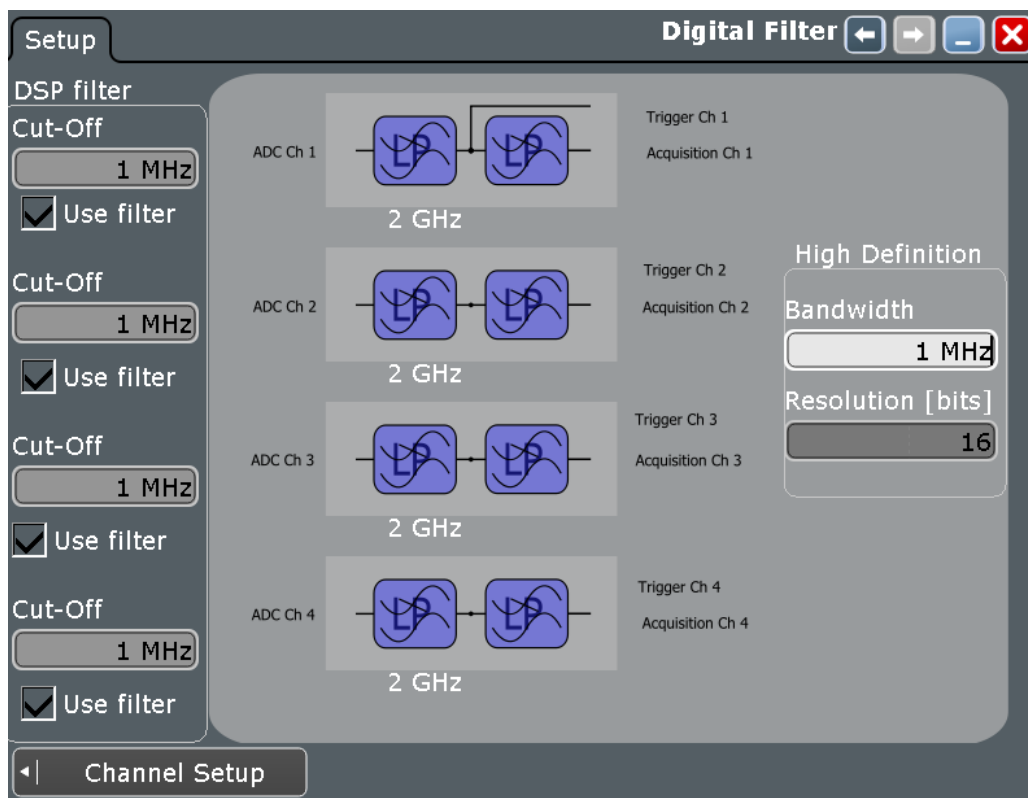 Setup
Digital Filter
DSP filter
Cut-Off
1 MHz
Use filter
Cut-Off
1 MHz
Use filter
Cut-Off
1 MHz
Use filter
Cut-Off
1 MHz
Use filter
ADC Ch 1
LP
LP
Trigger Ch 1
Acquisition Ch 1
2 GHz
ADC Ch 2
LP
LP
Trigger Ch 2
Acquisition Ch 2
2 GHz
ADC Ch 3
LP
LP
Trigger Ch 3
Acquisition Ch 3
2 GHz
ADC Ch 4
LP
LP
Trigger Ch 4
Acquisition Ch 4
2 GHz
High Definition
Bandwidth
1 MHz
Resolution [bits]
16
Channel Setup